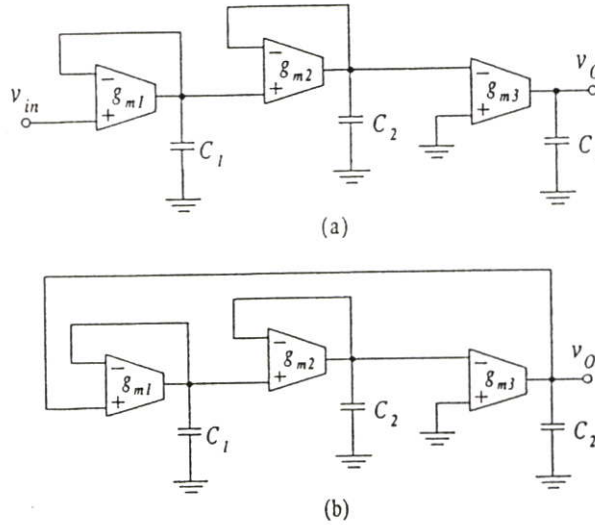 v_in
−
g_m1
+
C_1
−
g_m2
+
C_2
−
g_m3
+
v_O
C
(a)
−
g_m1
+
C_1
−
g_m2
+
C_2
−
g_m3
+
v_O
C_2
(b)